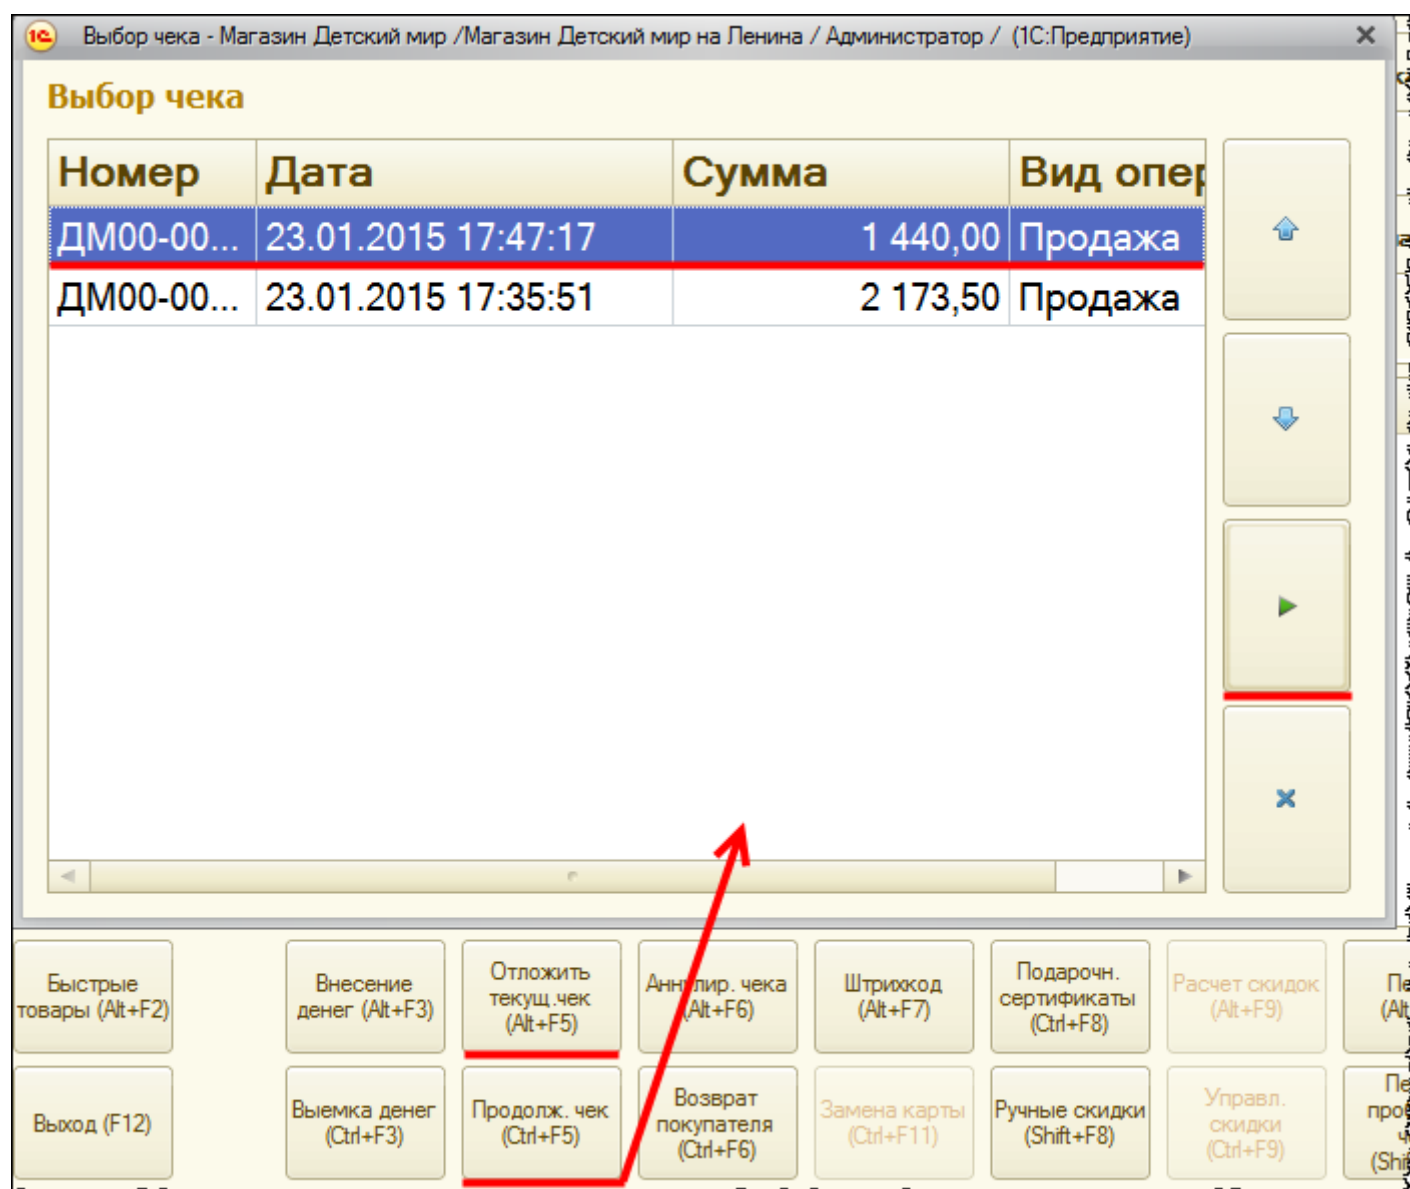 Выбор чека - Магазин Детский мир /Магазин Детский мир на Ленина / Администратор / (1С:Предприятие)
Выбор чека
Номер Дата Сумма Вид опер
ДМ00-00... 23.01.2015 17:47:17 1 440,00 Продажа
ДМ00-00... 23.01.2015 17:35:51 2 173,50 Продажа
Быстрые
товары (Alt+F2)
Внесение
денег (Alt+F3)
Отложить
текущ.чек
(Alt+F5)
Аннулир. чека
(Alt+F6)
Штрихкод
(Alt+F7)
Подарочн.
сертификаты
(Ctrl+F8)
Расчет скидок
(Alt+F9)
Выход (F12)
Выемка денег
(Ctrl+F3)
Продолж. чек
(Ctrl+F5)
Возврат
покупателя
(Ctrl+F6)
Замена карты
(Ctrl+F11)
Ручные скидки
(Shift+F8)
Управл.
скидки
(Ctrl+F9)